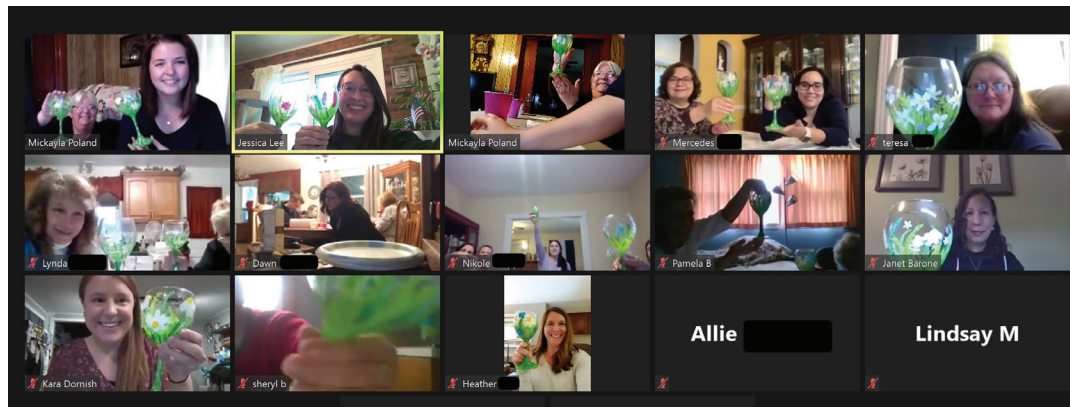 Mickayla Poland
Jessica Lee
Mickayla Poland
Mercedes
teresa
Lynda
Dawn
Nikole
Pamela B
Janet Barone
Kara Dornish
sheryl b
Heather
Allie
Lindsay M